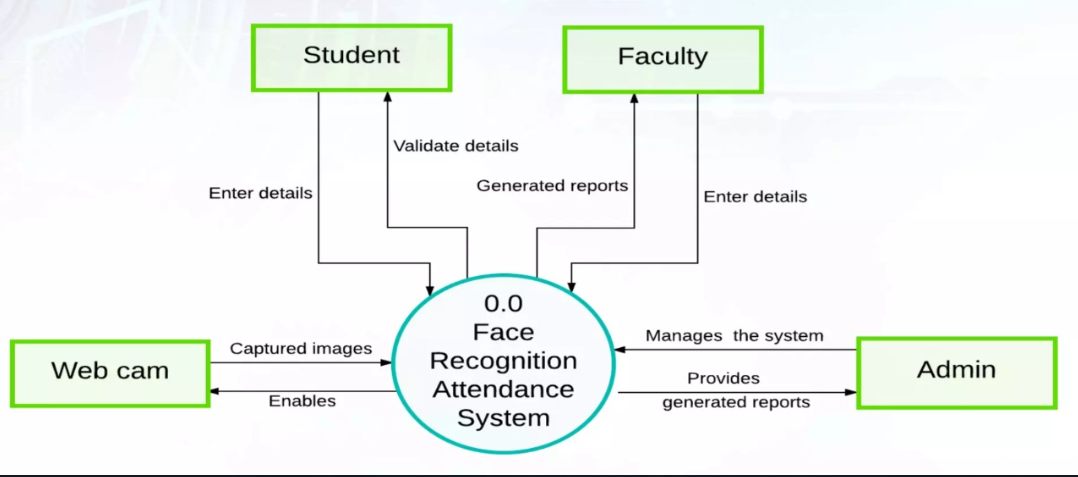 Student
Faculty
Validate details
Generated reports
Enter details
Enter details
0.0
Face
Recognition
Attendance
System
Web cam
Captured images
Enables
Manages the system
Provides
generated reports
Admin